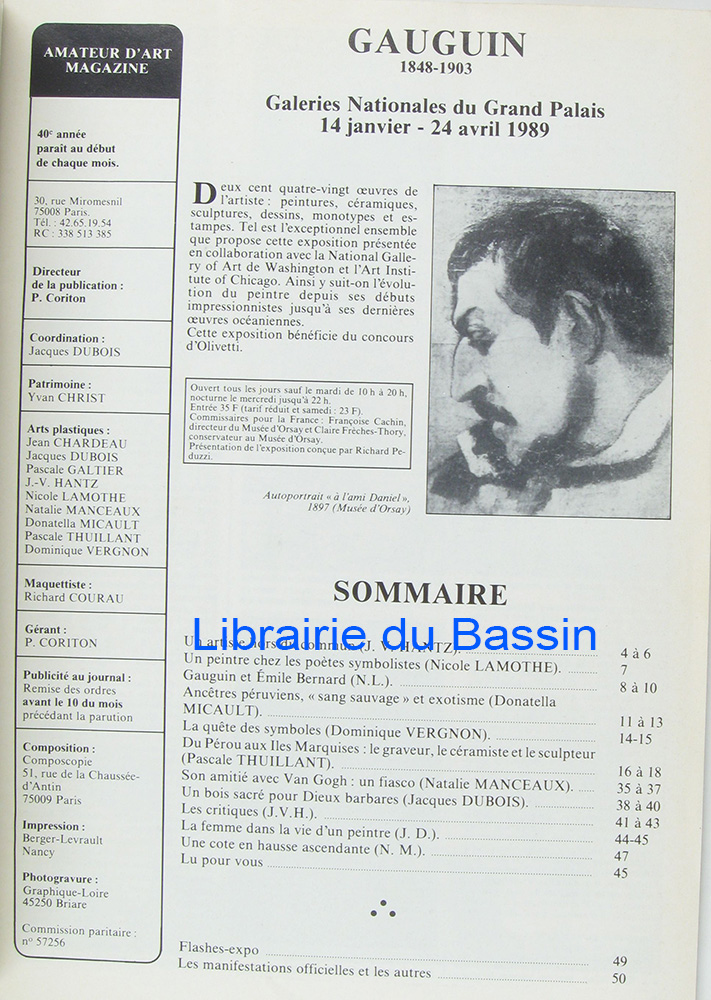 AMATEUR D'ART
MAGAZINE
40e année
parait au début
de chaque mois.
30, rue Miromesnil
75008 Paris.
Tél. : 42.65.19.54
RC : 338 513 385
Directeur
de la publication :
P. Coriton
Coordination :
Jacques DUBOIS
Patrimoine :
Yvan CHRIST
Arts plastiques :
Jean CHARDEAU
Jacques DUBOIS
Pascale GALTIER
J.-V. HANTZ
Nicole LAMOTHE
Natalie MANCEAUX
Donatella MICAULT
Pascale THUILLANT
Dominique VERGNON
Maquettiste :
Richard COURAU
Gérant :
P. CORITON
Publicité au journal :
Remise des ordres
avant le 10 du mois
précédant la parution
Composition :
Composcopie
51, rue de la Chaussée-
d'Antin
75009 Paris
Impression :
Berger-Levrault
Nancy
Photogravure :
Graphique-Loire
45250 Briare
Commission paritaire :
n° 57256
GAUGUIN
1848-1903
Galeries Nationales du Grand Palais
14 janvier - 24 avril 1989
Deux cent quatre-vingt œuvres de
l'artiste : peintures, céramiques,
sculptures, dessins, monotypes et es-
tampes. Tel est l'exceptionnel ensemble
que propose cette exposition présentée
en collaboration avec la National Galle-
ry of Art de Washington et l'Art Insti-
tute of Chicago. Ainsi y suit-on l'évolu-
tion du peintre depuis ses débuts
impressionnistes jusqu'à ses dernières
œuvres océaniennes.
Cette exposition bénéficie du concours
d'Olivetti.
Ouvert tous les jours sauf le mardi de 10 h à 20 h,
nocturne le mercredi jusqu'à 22 h.
Entrée 35 F (tarif réduit et samedi : 23 F).
Commissaires pour la France : Françoise Cachin,
directeur du Musée d'Orsay et Claire Frèches-Thory,
conservateur au Musée d'Orsay.
Présentation de l'exposition conçue par Richard Pe-
duzzi.
Autoportrait « à l'ami Daniel »,
1897 (Musée d'Orsay)
SOMMAIRE
Librairie du Bassin
Un artiste hors du commun (J. V. HANTZ). 4 à 6
Un peintre chez les poètes symbolistes (Nicole LAMOTHE). 7
Gauguin et Émile Bernard (N.L.). 8 à 10
Ancêtres péruviens, « sang sauvage » et exotisme (Donatella
MICAULT). 11 à 13
La quête des symboles (Dominique VERGNON). 14-15
Du Pérou aux Iles Marquises : le graveur, le céramiste et le sculpteur
(Pascale THUILLANT). 16 à 18
Son amitié avec Van Gogh : un fiasco (Natalie MANCEAUX). 35 à 37
Un bois sacré pour Dieux barbares (Jacques DUBOIS). 38 à 40
Les critiques (J.V.H.). 41 à 43
La femme dans la vie d'un peintre (J. D.). 44-45
Une cote en hausse ascendante (N. M.). 47
Lu pour vous 45
Flashes-expo 49
Les manifestations officielles et les autres 50